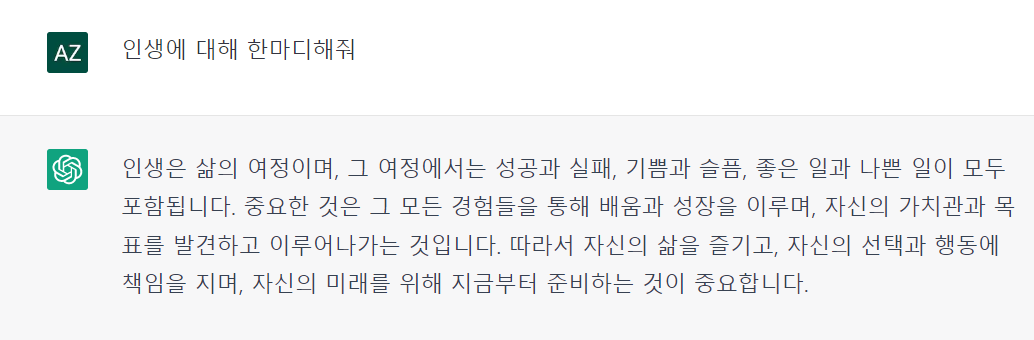 AZ 인생에 대해 한마디해줘
인생은 삶의 여정이며, 그 여정에서는 성공과 실패, 기쁨과 슬픔, 좋은 일과 나쁜 일이 모두
포함됩니다. 중요한 것은 그 모든 경험들을 통해 배움과 성장을 이루며, 자신의 가치관과 목
표를 발견하고 이루어나가는 것입니다. 따라서 자신의 삶을 즐기고, 자신의 선택과 행동에
책임을 지며, 자신의 미래를 위해 지금부터 준비하는 것이 중요합니다.